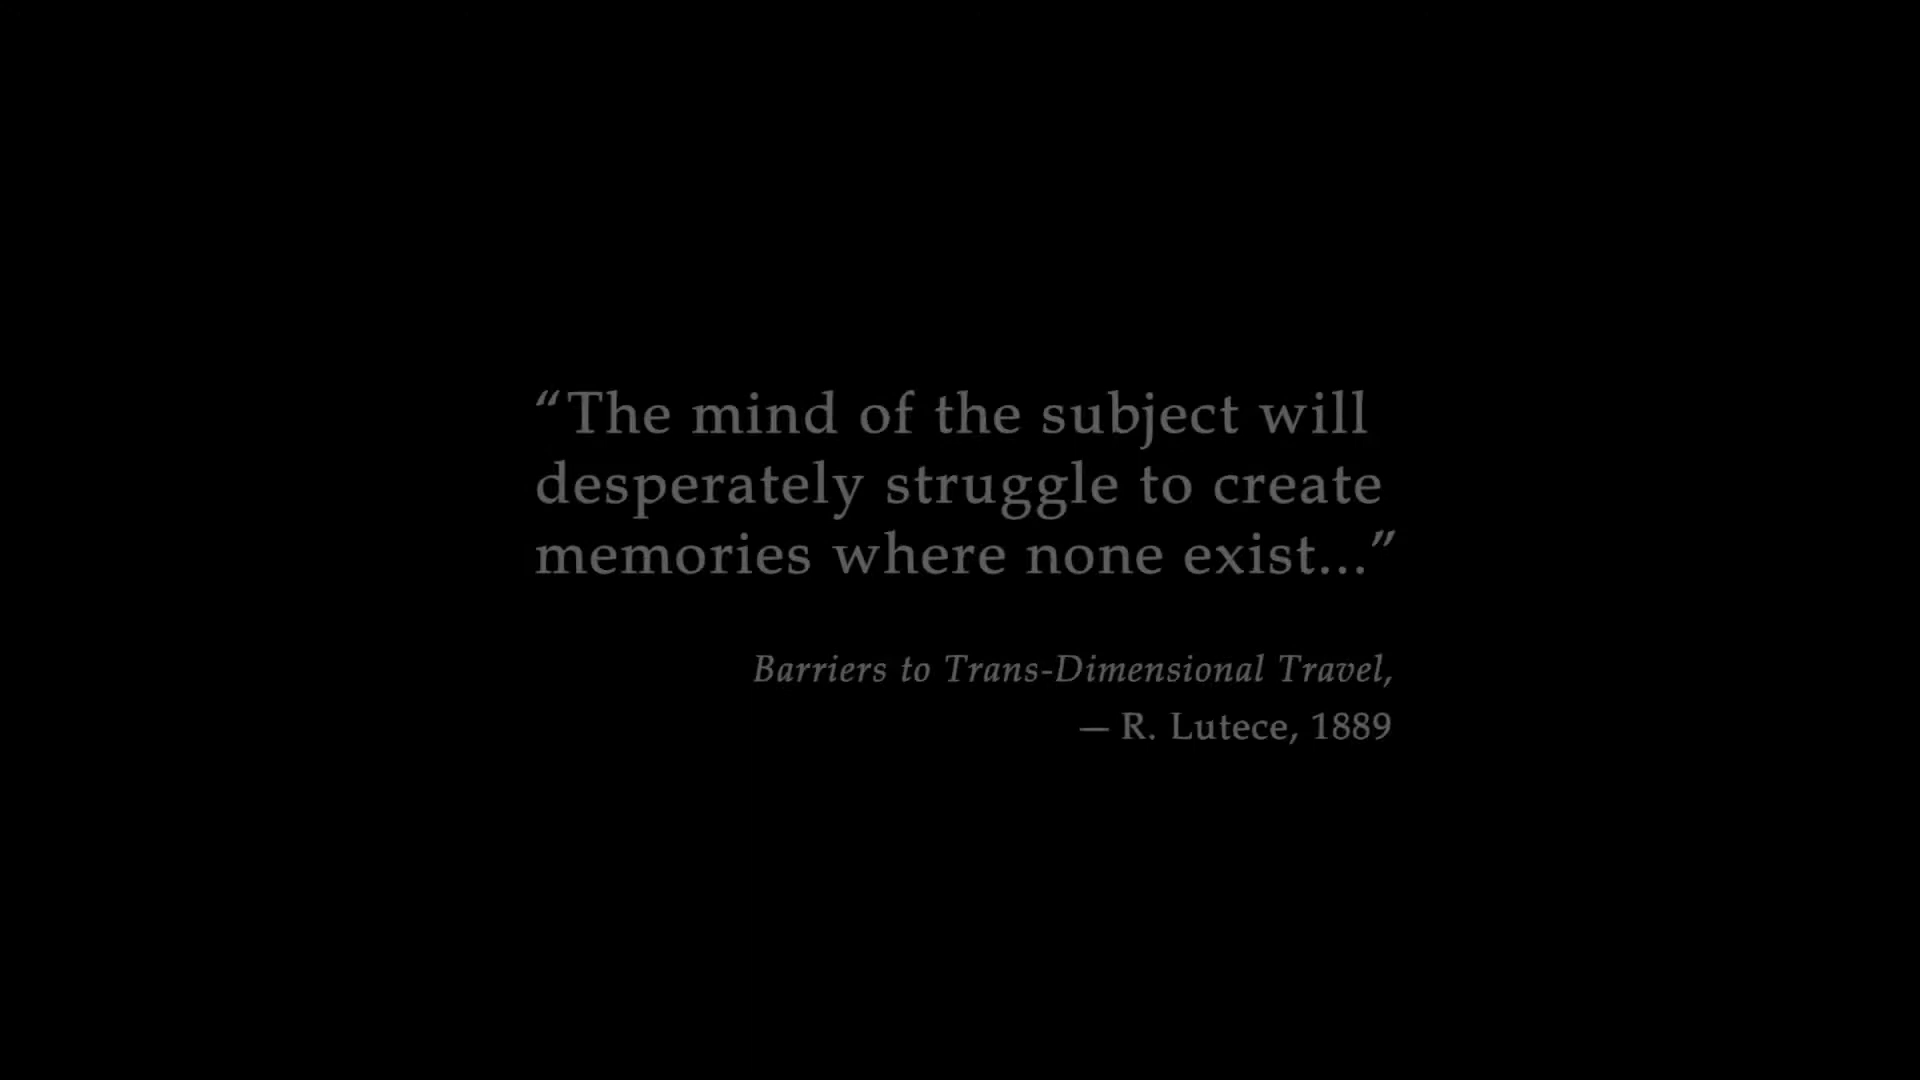 “The mind of the subject will
desperately struggle to create
memories where none exist...”
Barriers to Trans-Dimensional Travel,
— R. Lutece, 1889